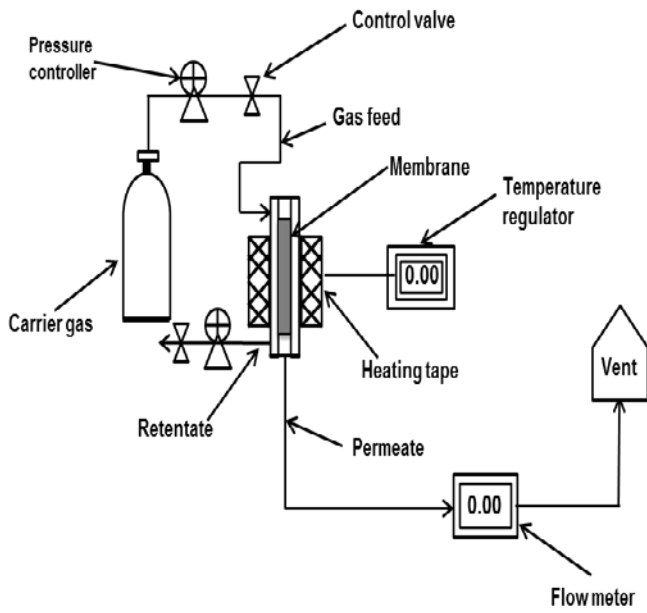 Control valve
Pressure
controller
Gas feed
Membrane
Temperature
regulator
0.00
Carrier gas
Heating tape
Vent
Retentate
Permeate
0.00
Flow meter